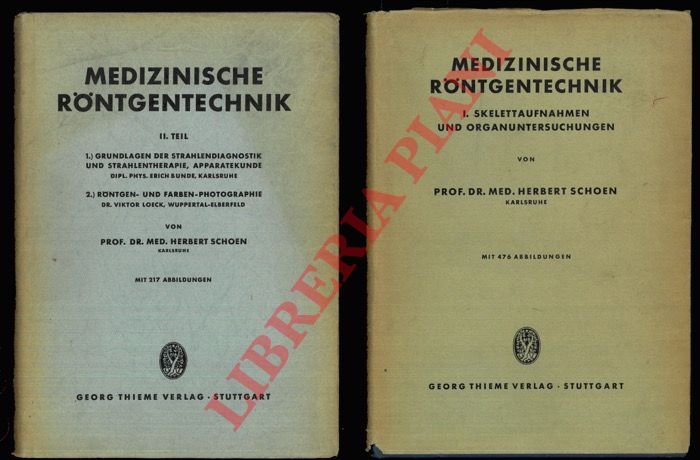 MEDIZINISCHE
RÖNTGENTECHNIK
II. TEIL
1.) GRUNDLAGEN DER STRAHLENDIAGNOSTIK
UND STRAHLENTHERAPIE, APPARATEKUNDE
DIPL. PHYS. ERICH BUNDE, KARLSRUHE
2.) RÖNTGEN- UND FARBEN-PHOTOGRAPHIE
DR. VIKTOR LOECK, WUPPERTAL-ELBERFELD
VON
PROF. DR. MED. HERBERT SCHOEN
KARLSRUHE
MIT 217 ABBILDUNGEN
GEORG THIEME VERLAG · STUTTGART
MEDIZINISCHE
RÖNTGENTECHNIK
I. SKELETTAUFNAHMEN
UND ORGANUNTERSUCHUNGEN
VON
PROF. DR. MED. HERBERT SCHOEN
KARLSRUHE
MIT 476 ABBILDUNGEN
GEORG THIEME VERLAG · STUTTGART
LIBRERIA PIANI